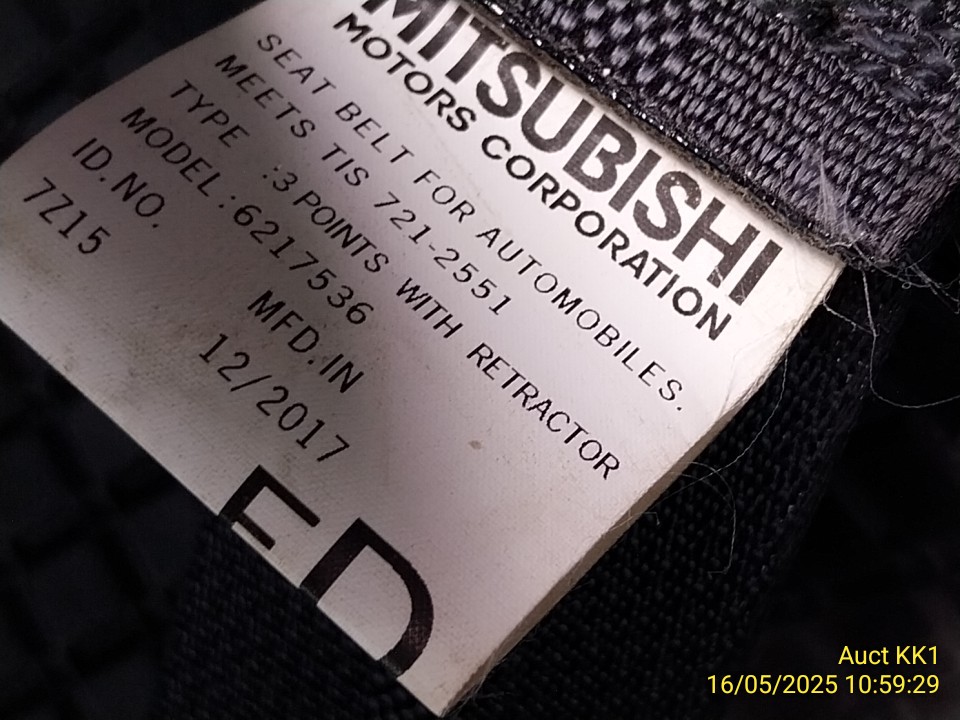 MITSUBISHI
MOTORS CORPORATION
SEAT BELT FOR AUTOMOBILES.
MEETS TIS 721-2551
TYPE :3 POINTS WITH RETRACTOR
MODEL:6217536
ID.NO. MFD.IN
7Z15 12/2017
Auct KK1
16/05/2025 10:59:29